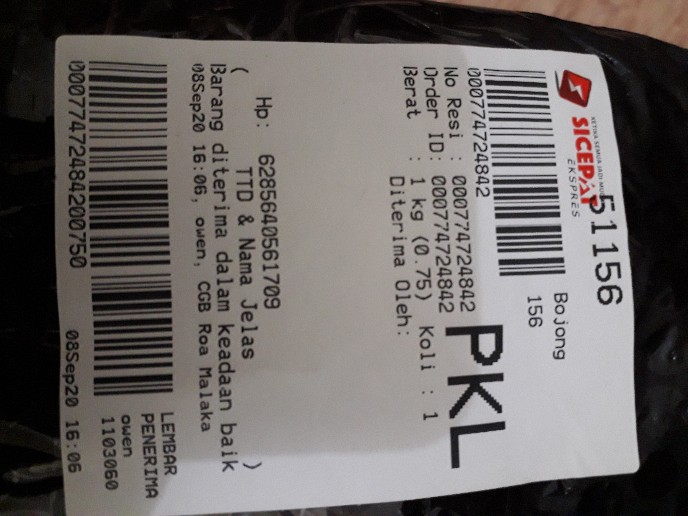 SICEPAT
EKSPRES
51156
Bojong
156
PKL
000774724842
No Resi : 000774724842
Order ID: 000774724842
Berat : 1 kg (0.75) Koli : 1
Diterima Oleh:
Hp: 6285640561709
TTD & Nama Jelas
( )
Barang diterima dalam keadaan baik
08Sep20 16:06, owen, CGB Roa Malaka
LEMBAR
PENERIMA
owen
1103060
00077472484200750
08Sep20 16:06